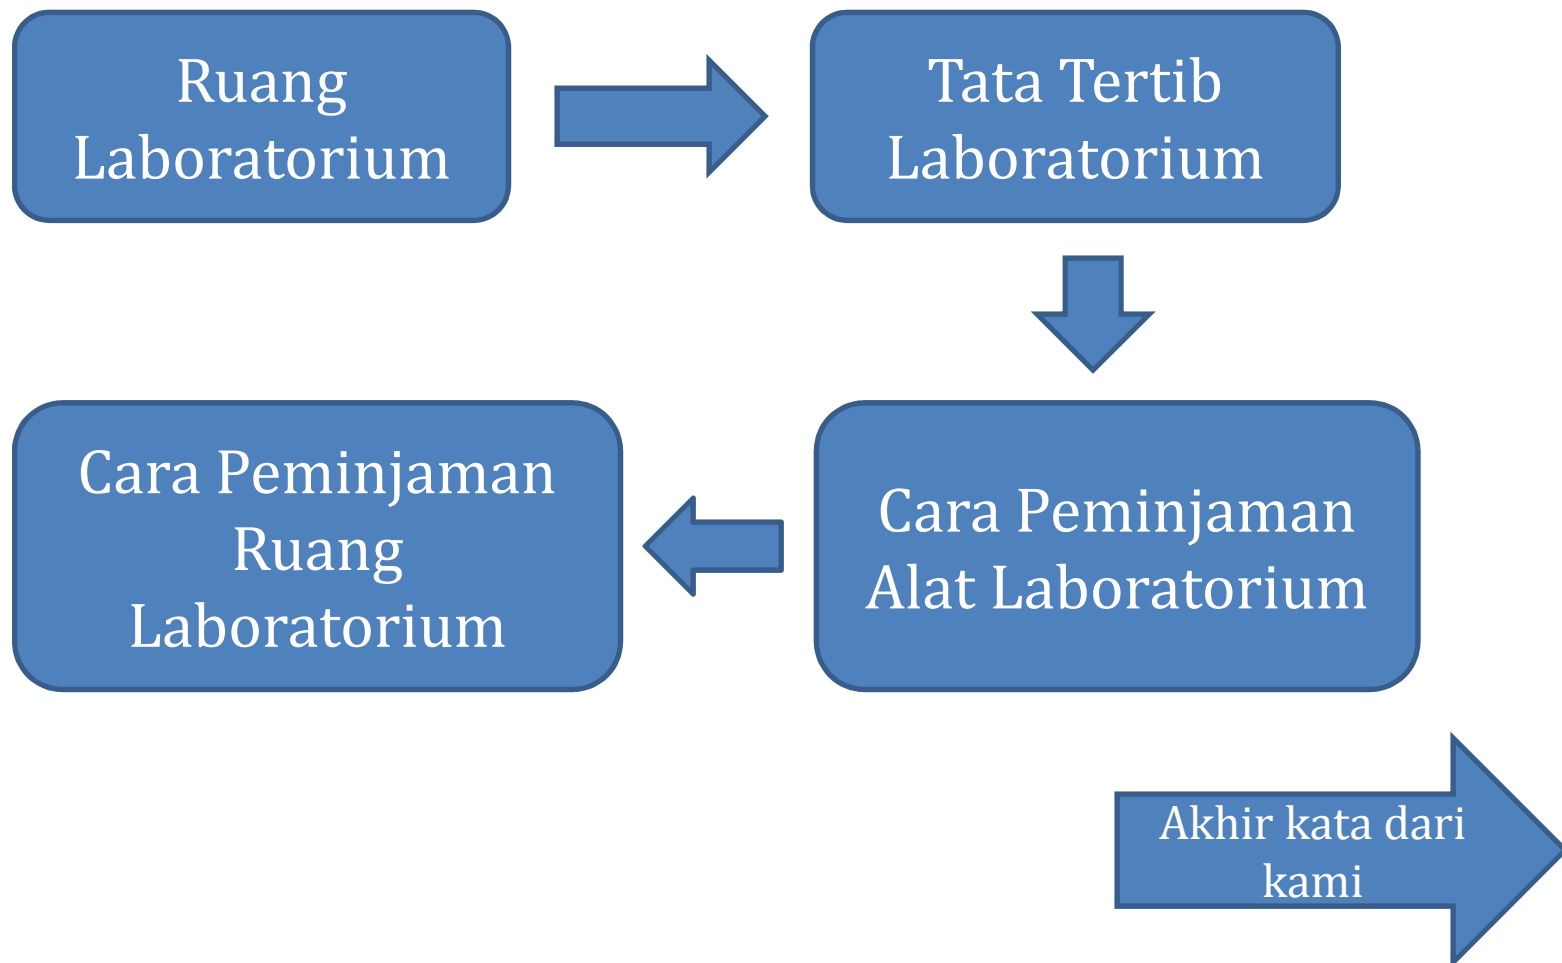 Ruang
Laboratorium
Tata Tertib
Laboratorium
Cara Peminjaman
Alat Laboratorium
Cara Peminjaman
Ruang
Laboratorium
Akhir kata dari
kami